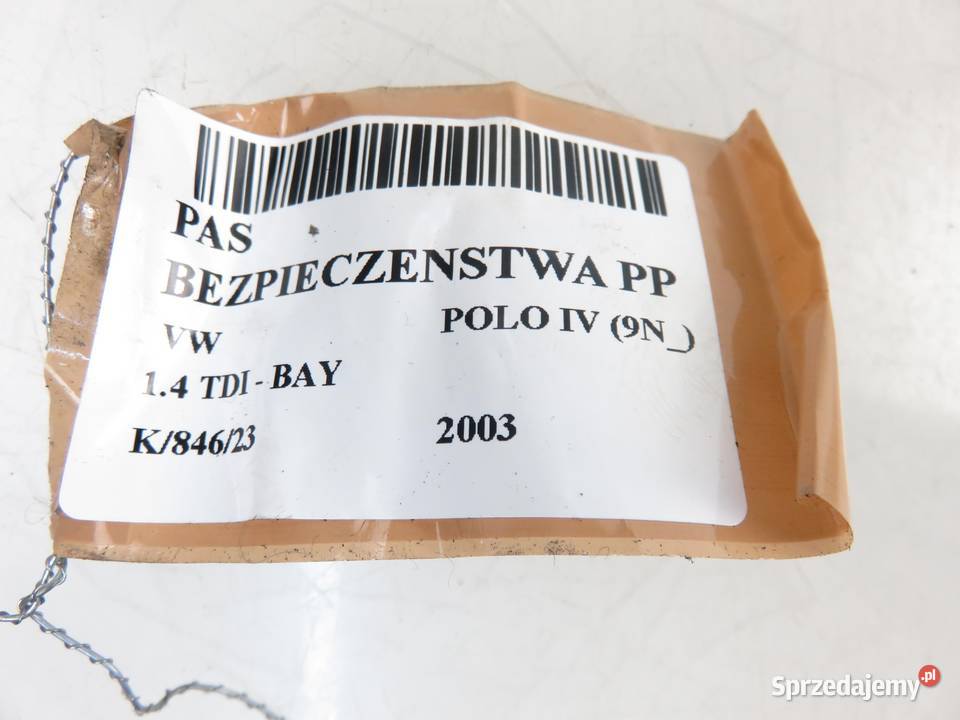 PAS
BEZPIECZENSTWA PP
VW POLO IV (9N_)
1.4 TDI - BAY
K/846/23 2003
Sprzedajemy.pl